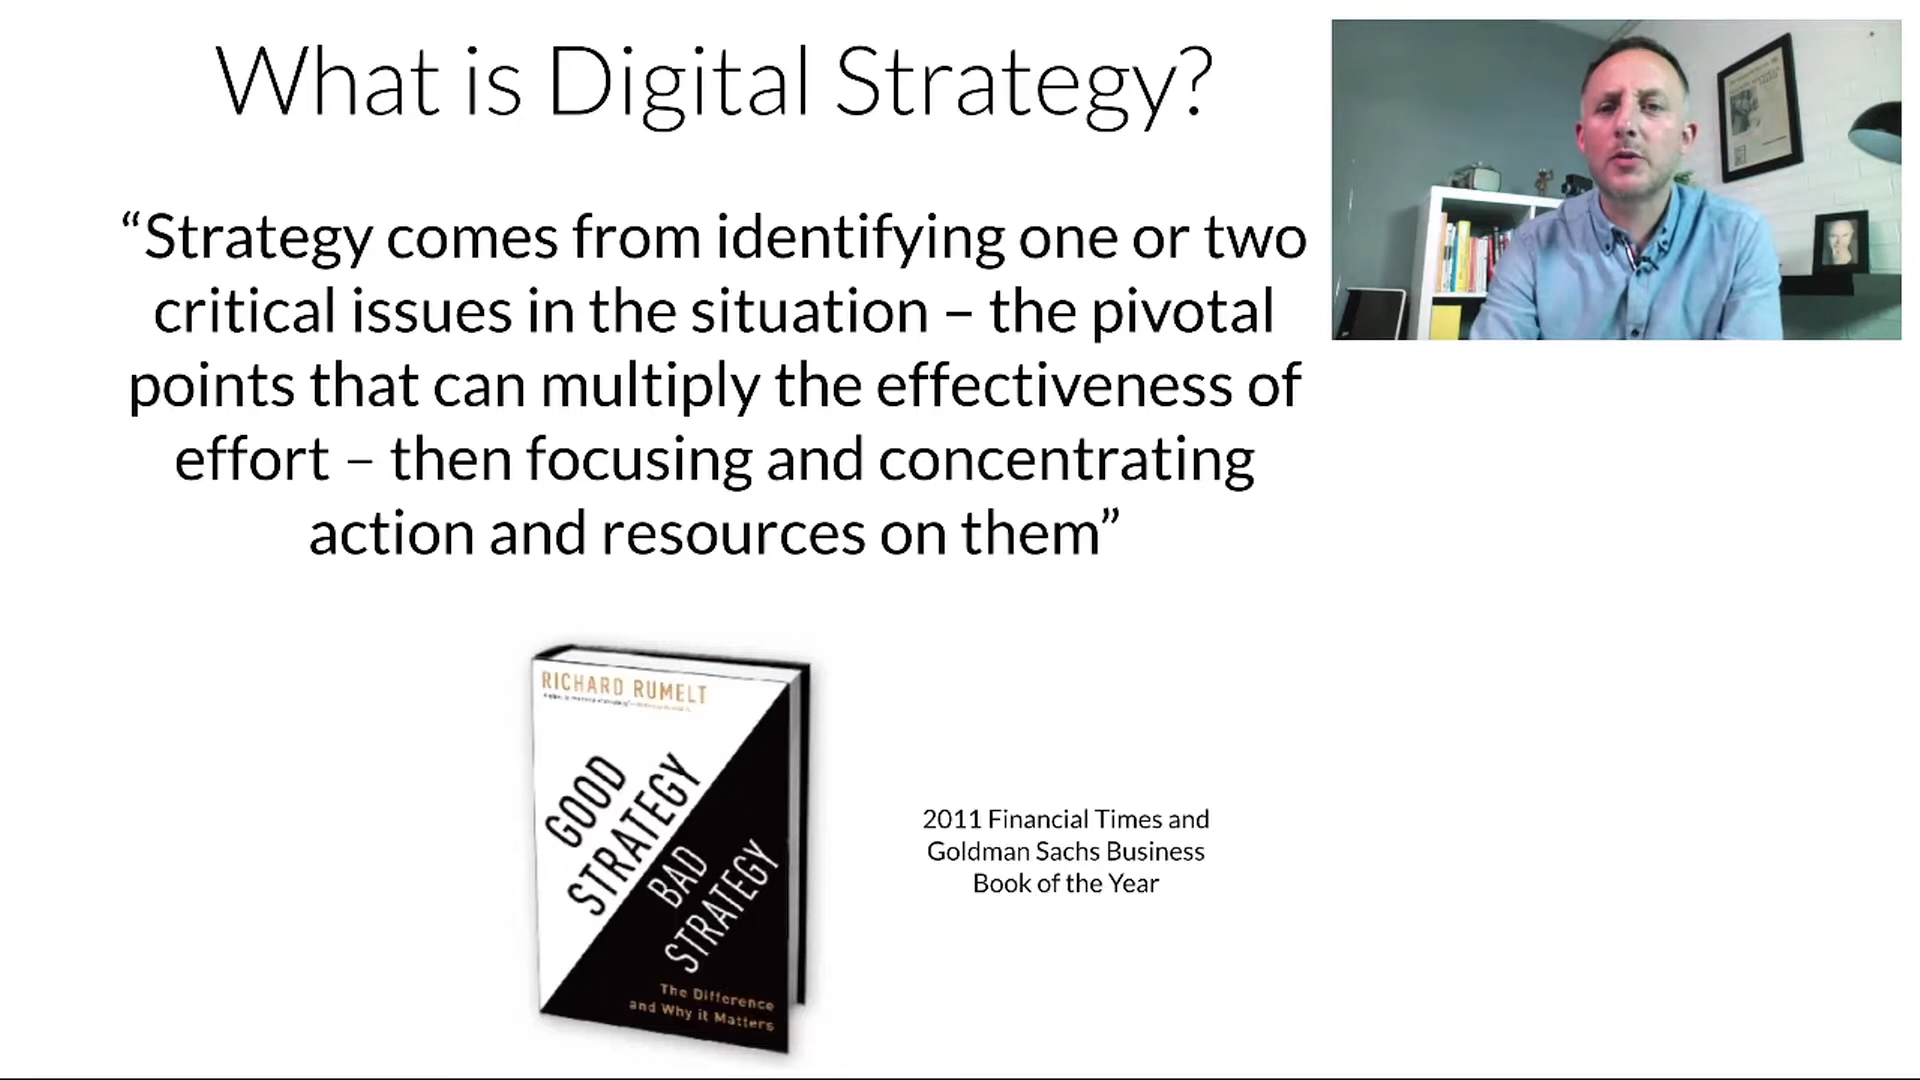 What is Digital Strategy?
“Strategy comes from identifying one or two
critical issues in the situation – the pivotal
points that can multiply the effectiveness of
effort – then focusing and concentrating
action and resources on them”
RICHARD RUMELT
GOOD
STRATEGY
BAD
STRATEGY
The Difference
and Why it Matters
2011 Financial Times and
Goldman Sachs Business
Book of the Year